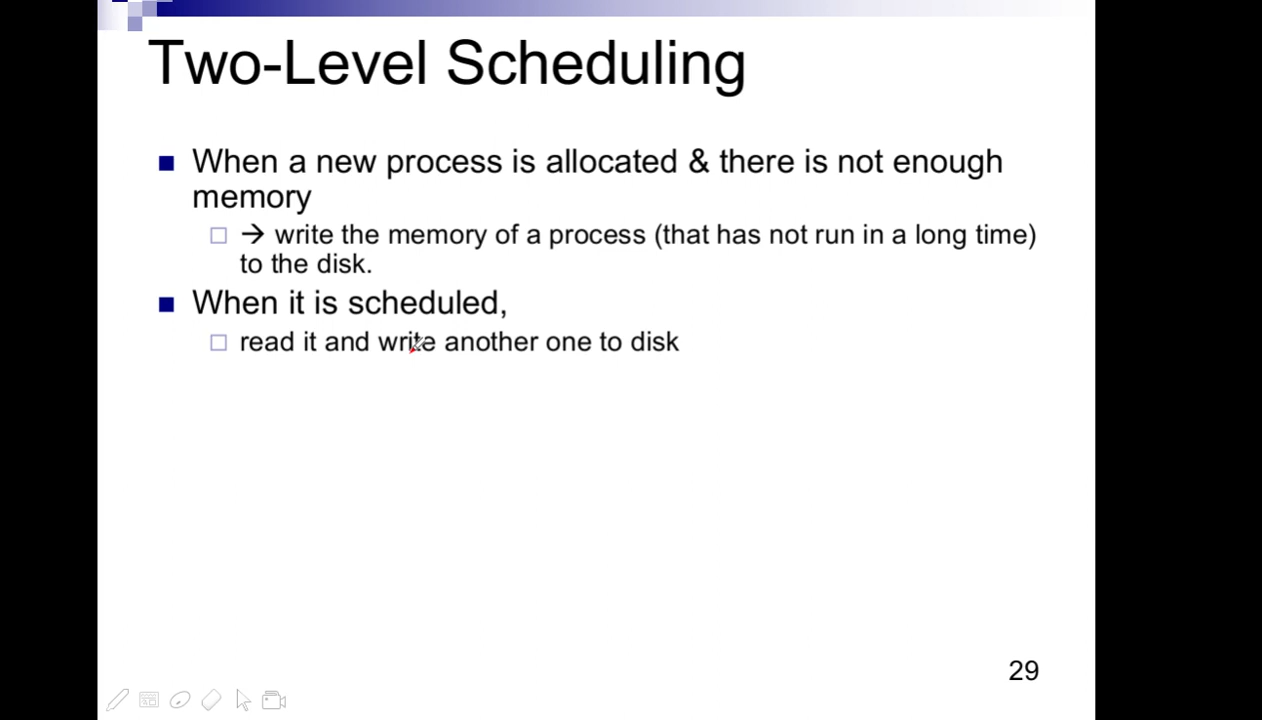 Two-Level Scheduling
When a new process is allocated & there is not enough
memory
→ write the memory of a process (that has not run in a long time)
to the disk.
When it is scheduled,
read it and write another one to disk
29